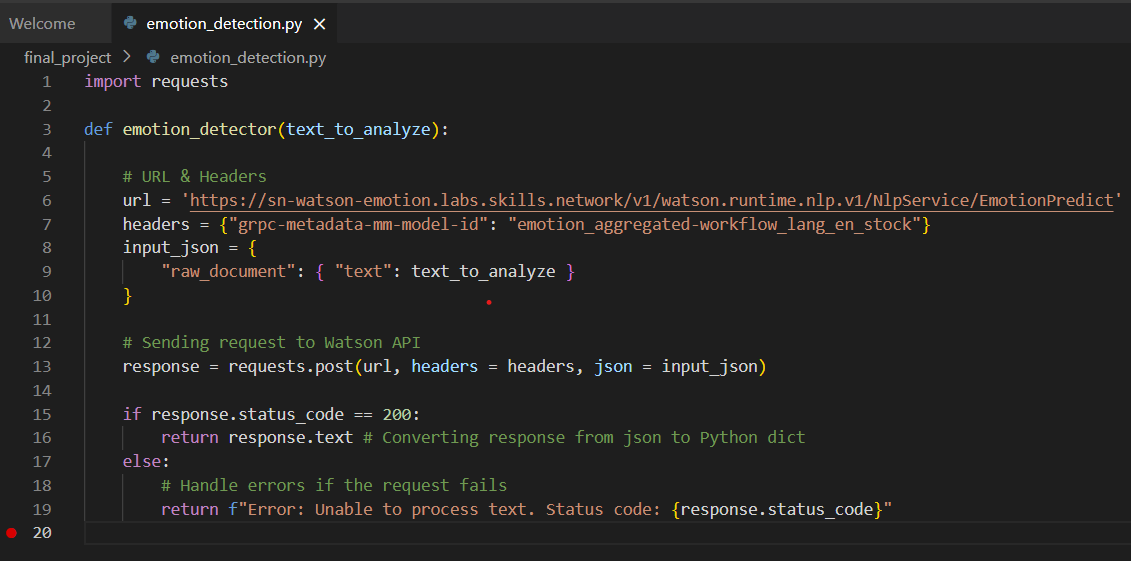 Welcome emotion_detection.py ×
final_project > emotion_detection.py
1 import requests
2
3 def emotion_detector(text_to_analyze):
4
5 # URL & Headers
6 url = 'https://sn-watson-emotion.labs.skills.network/v1/watson.runtime.nlp.v1/NlpService/EmotionPredict'
7 headers = {"grpc-metadata-mm-model-id": "emotion_aggregated-workflow_lang_en_stock"}
8 input_json = {
9 "raw_document": { "text": text_to_analyze }
10 }
11
12 # Sending request to Watson API
13 response = requests.post(url, headers = headers, json = input_json)
14
15 if response.status_code == 200:
16 return response.text # Converting response from json to Python dict
17 else:
18 # Handle errors if the request fails
19 return f"Error: Unable to process text. Status code: {response.status_code}"
20